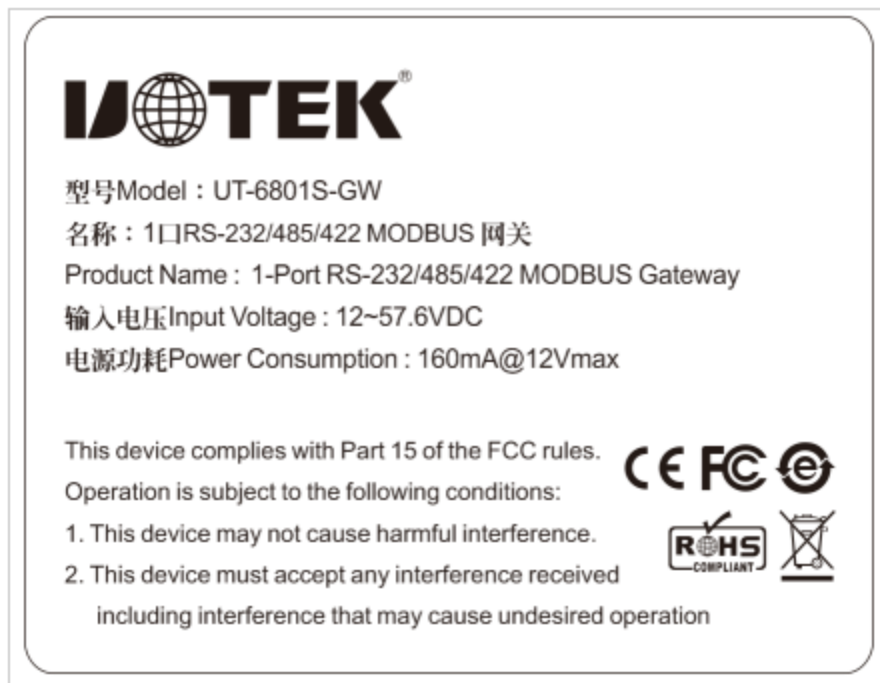 UOTEK®
型号Model：UT-6801S-GW
名称：1口RS-232/485/422 MODBUS 网关
Product Name : 1-Port RS-232/485/422 MODBUS Gateway
输入电压Input Voltage : 12~57.6VDC
电源功耗Power Consumption : 160mA@12Vmax
This device complies with Part 15 of the FCC rules.
Operation is subject to the following conditions:
1. This device may not cause harmful interference.
2. This device must accept any interference received
including interference that may cause undesired operation
CE FC e
ROHS
COMPLIANT